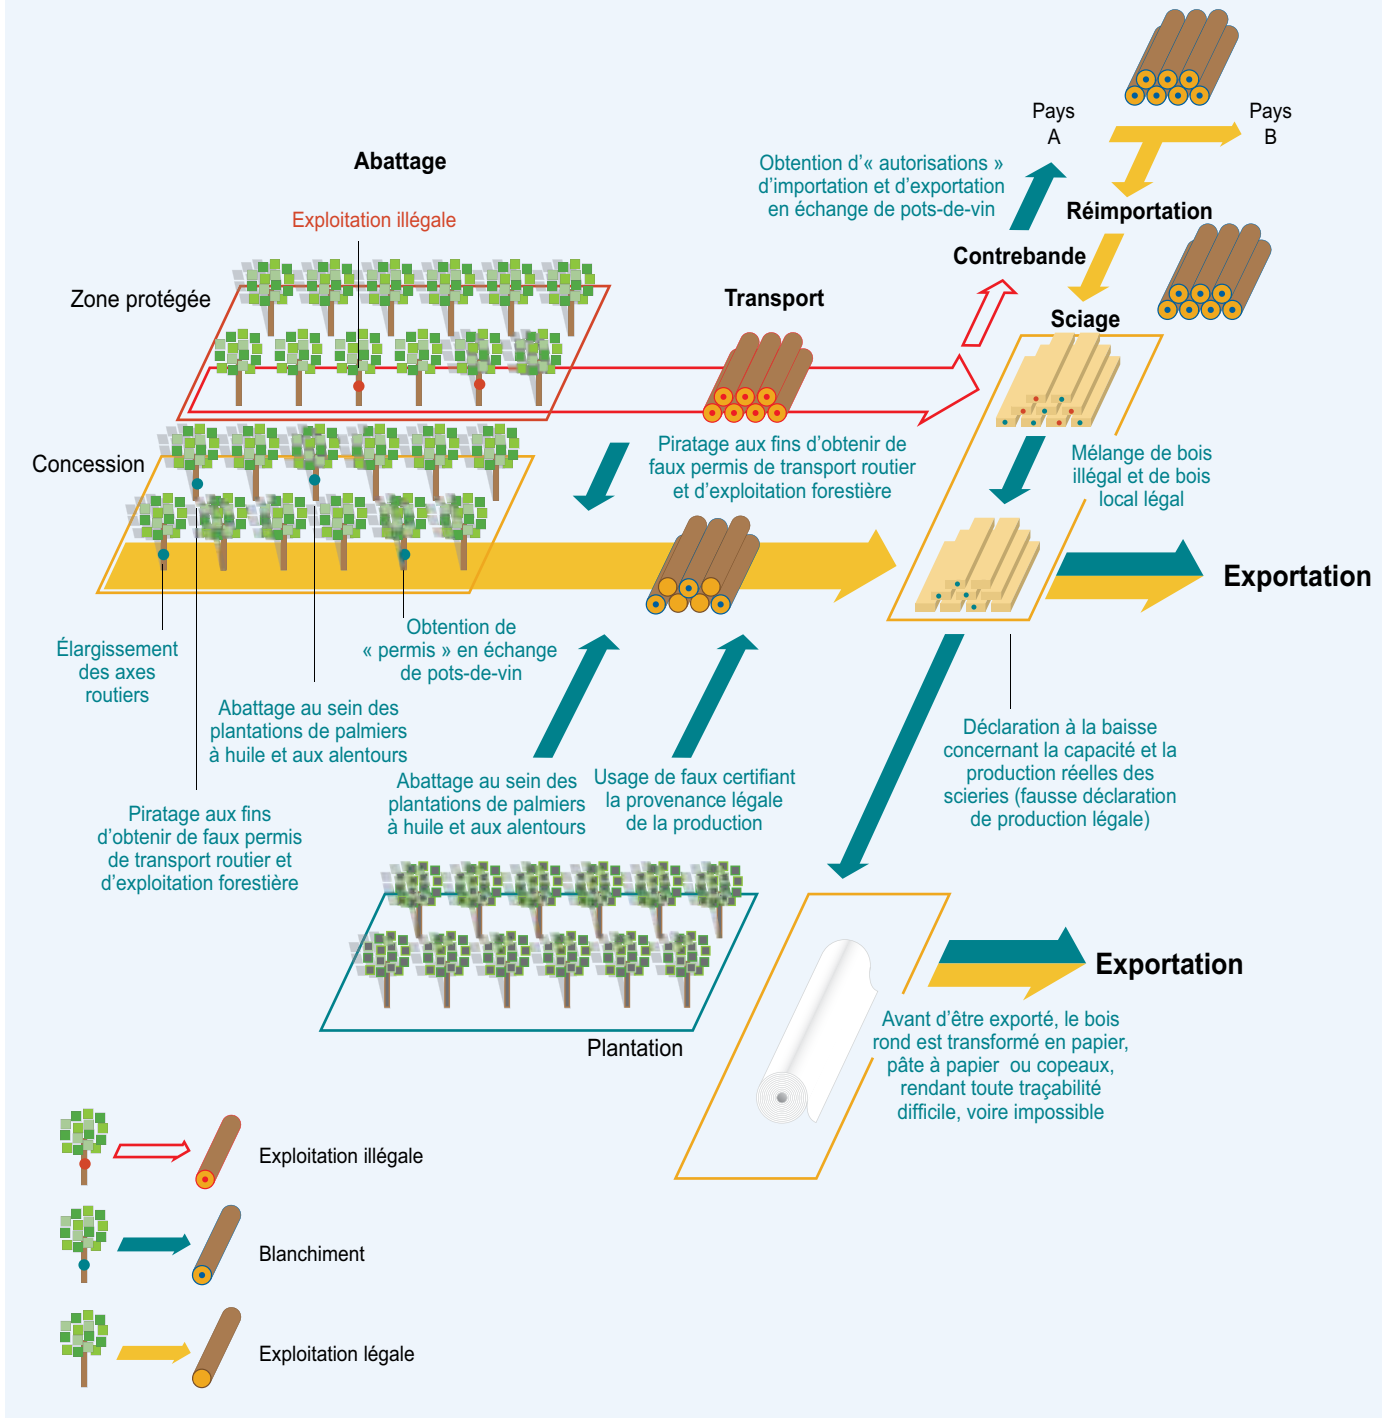 Pays
A
Pays
B
Abattage
Obtention d'« autorisations »
d'importation et d'exportation
en échange de pots-de-vin
Réimportation
Exploitation illégale
Contrebande
Zone protégée
Transport
Sciage
Concession
Piratage aux fins d'obtenir de
faux permis de transport routier
et d'exploitation forestière
Mélange de bois
illégal et de bois
local légal
Exportation
Élargissement
des axes
routiers
Obtention de
« permis » en échange
de pots-de-vin
Abattage au sein des
plantations de palmiers
à huile et aux alentours
Déclaration à la baisse
concernant la capacité et la
production réelles des
scieries (fausse déclaration
de production légale)
Abattage au sein des
plantations de palmiers
à huile et aux alentours
Usage de faux certifiant
la provenance légale
de la production
Piratage aux fins
d'obtenir de faux permis
de transport routier et
d'exploitation forestière
Exportation
Plantation
Avant d'être exporté, le bois
rond est transformé en papier,
pâte à papier ou copeaux,
rendant toute traçabilité
difficile, voire impossible
Exploitation illégale
Blanchiment
Exploitation légale